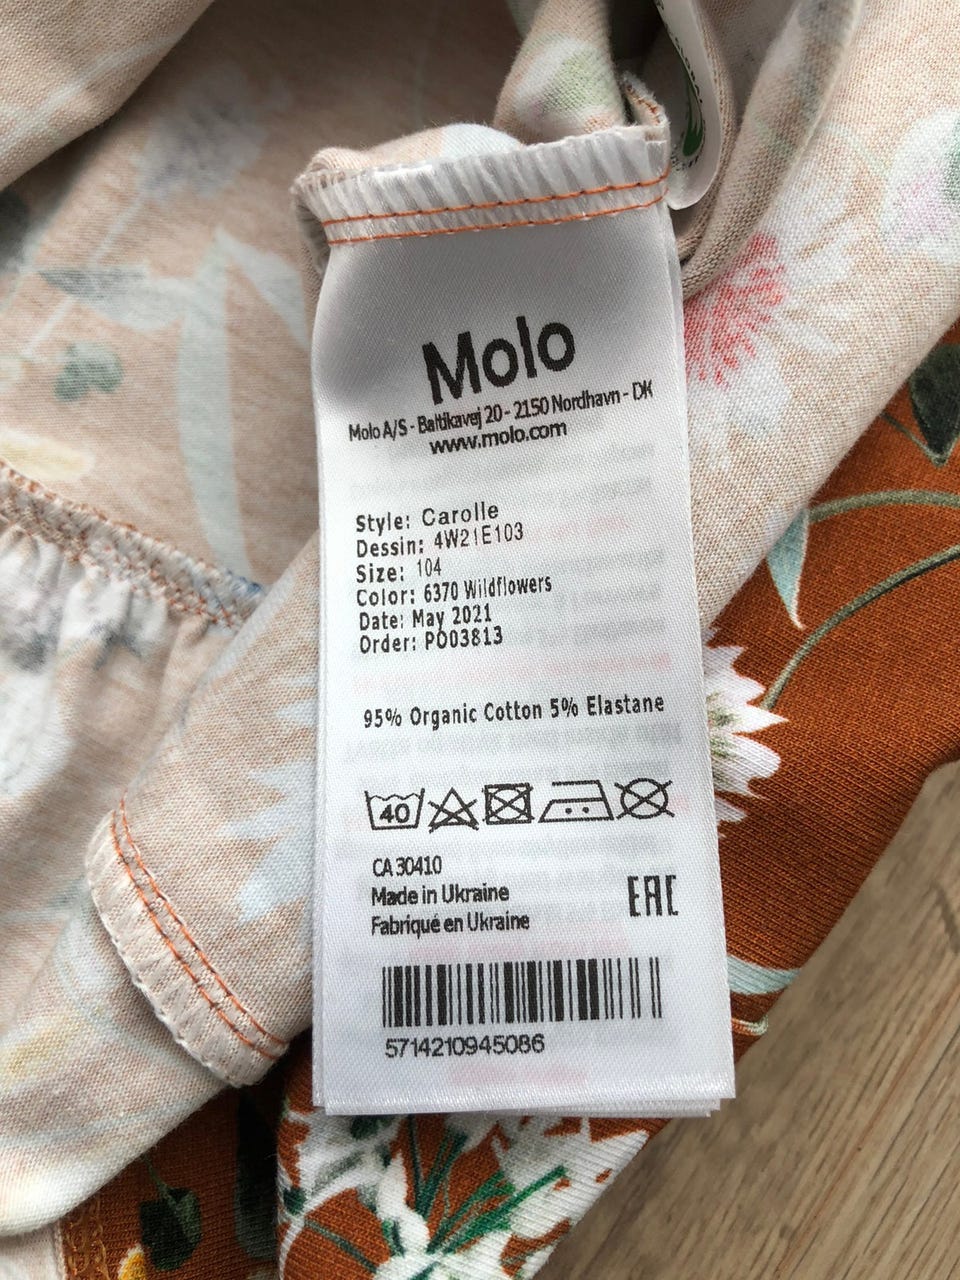 Molo
Molo A/S - Baltikavej 20 - 2150 Nordhavn - DK
www.molo.com
Style: Carolle
Dessin: 4W21E103
Size: 104
Color: 6370 Wildflowers
Date: May 2021
Order: PO03813
95% Organic Cotton 5% Elastane
40
CA 30410
Made in Ukraine
Fabriqué en Ukraine
EAC
5714210945086